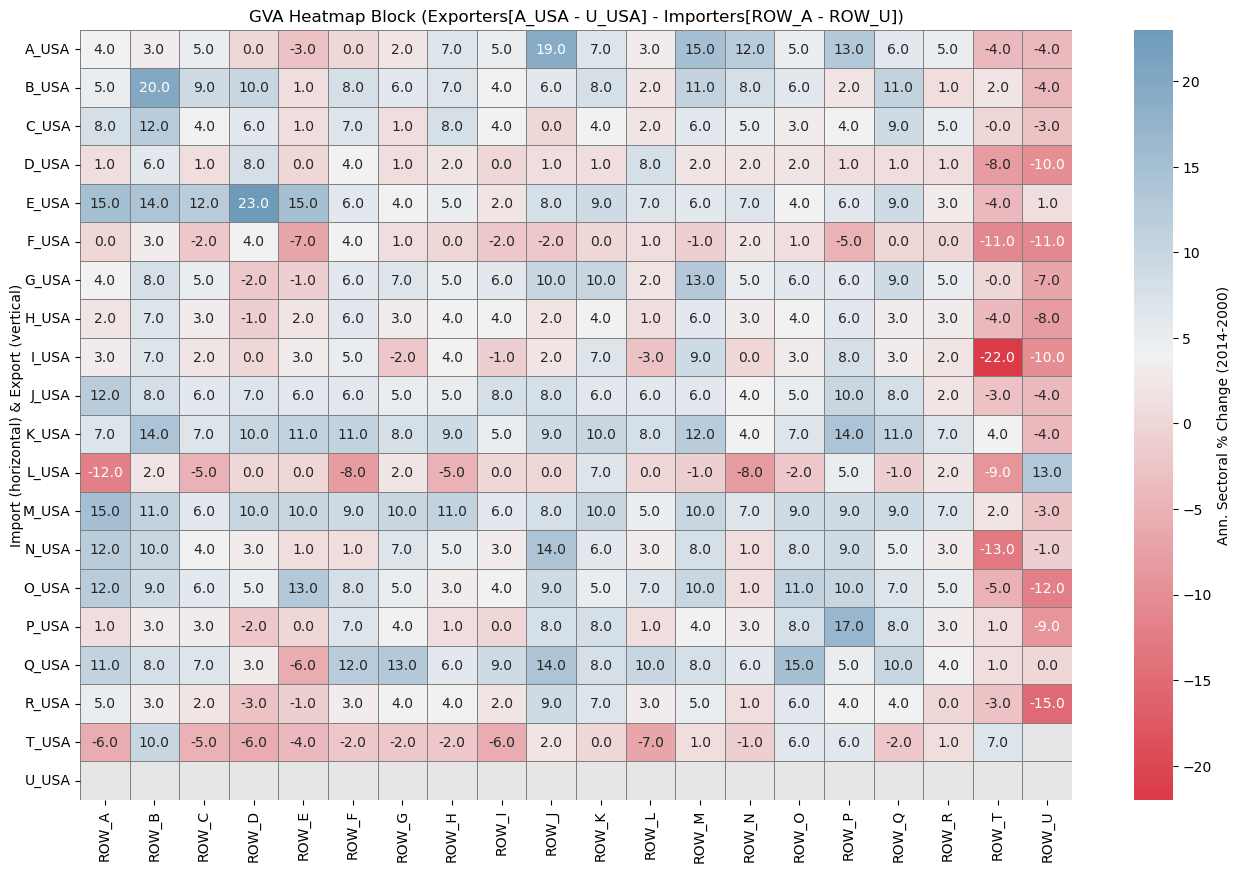 GVA Heatmap Block (Exporters[A_USA - U_USA] - Importers[ROW_A - ROW_U])
Import (horizontal) & Export (vertical)
A_USA 4.0 3.0 5.0 0.0 -3.0 0.0 2.0 7.0 5.0 19.0 7.0 3.0 15.0 12.0 5.0 13.0 6.0 5.0 -4.0 -4.0
B_USA 5.0 20.0 9.0 10.0 1.0 8.0 6.0 7.0 4.0 6.0 8.0 2.0 11.0 8.0 6.0 2.0 11.0 1.0 2.0 -4.0
C_USA 8.0 12.0 4.0 6.0 1.0 7.0 1.0 8.0 4.0 0.0 4.0 2.0 6.0 5.0 3.0 4.0 9.0 5.0 -0.0 -3.0
D_USA 1.0 6.0 1.0 8.0 0.0 4.0 1.0 2.0 0.0 1.0 1.0 8.0 2.0 2.0 2.0 1.0 1.0 1.0 -8.0 -10.0
E_USA 15.0 14.0 12.0 23.0 15.0 6.0 4.0 5.0 2.0 8.0 9.0 7.0 6.0 7.0 4.0 6.0 9.0 3.0 -4.0 1.0
F_USA 0.0 3.0 -2.0 4.0 -7.0 4.0 1.0 0.0 -2.0 -2.0 0.0 1.0 -1.0 2.0 1.0 -5.0 0.0 0.0 -11.0 -11.0
G_USA 4.0 8.0 5.0 -2.0 -1.0 6.0 7.0 5.0 6.0 10.0 10.0 2.0 13.0 5.0 6.0 6.0 9.0 5.0 -0.0 -7.0
H_USA 2.0 7.0 3.0 -1.0 2.0 6.0 3.0 4.0 4.0 2.0 4.0 1.0 6.0 3.0 4.0 6.0 3.0 3.0 -4.0 -8.0
I_USA 3.0 7.0 2.0 0.0 3.0 5.0 -2.0 4.0 -1.0 2.0 7.0 -3.0 9.0 0.0 3.0 8.0 3.0 2.0 -22.0 -10.0
J_USA 12.0 8.0 6.0 7.0 6.0 6.0 5.0 5.0 8.0 8.0 6.0 6.0 6.0 4.0 5.0 10.0 8.0 2.0 -3.0 -4.0
K_USA 7.0 14.0 7.0 10.0 11.0 11.0 8.0 9.0 5.0 9.0 10.0 8.0 12.0 4.0 7.0 14.0 11.0 7.0 4.0 -4.0
L_USA -12.0 2.0 -5.0 0.0 0.0 -8.0 2.0 -5.0 0.0 0.0 7.0 0.0 -1.0 -8.0 -2.0 5.0 -1.0 2.0 -9.0 13.0
M_USA 15.0 11.0 6.0 10.0 10.0 9.0 10.0 11.0 6.0 8.0 10.0 5.0 10.0 7.0 9.0 9.0 9.0 7.0 2.0 -3.0
N_USA 12.0 10.0 4.0 3.0 1.0 1.0 7.0 5.0 3.0 14.0 6.0 3.0 8.0 1.0 8.0 9.0 5.0 3.0 -13.0 -1.0
O_USA 12.0 9.0 6.0 5.0 13.0 8.0 5.0 3.0 4.0 9.0 5.0 7.0 10.0 1.0 11.0 10.0 7.0 5.0 -5.0 -12.0
P_USA 1.0 3.0 3.0 -2.0 0.0 7.0 4.0 1.0 0.0 8.0 8.0 1.0 4.0 3.0 8.0 17.0 8.0 3.0 1.0 -9.0
Q_USA 11.0 8.0 7.0 3.0 -6.0 12.0 13.0 6.0 9.0 14.0 8.0 10.0 8.0 6.0 15.0 5.0 10.0 4.0 1.0 0.0
R_USA 5.0 3.0 2.0 -3.0 -1.0 3.0 4.0 4.0 2.0 9.0 7.0 3.0 5.0 1.0 6.0 4.0 4.0 0.0 -3.0 -15.0
T_USA -6.0 10.0 -5.0 -6.0 -4.0 -2.0 -2.0 -2.0 -6.0 2.0 0.0 -7.0 1.0 -1.0 6.0 6.0 -2.0 1.0 7.0
U_USA
ROW_A ROW_B ROW_C ROW_D ROW_E ROW_F ROW_G ROW_H ROW_I ROW_J ROW_K ROW_L ROW_M ROW_N ROW_O ROW_P ROW_Q ROW_R ROW_T ROW_U
20
15
10
5
0
−5
−10
−15
−20
Ann. Sectoral % Change (2014-2000)